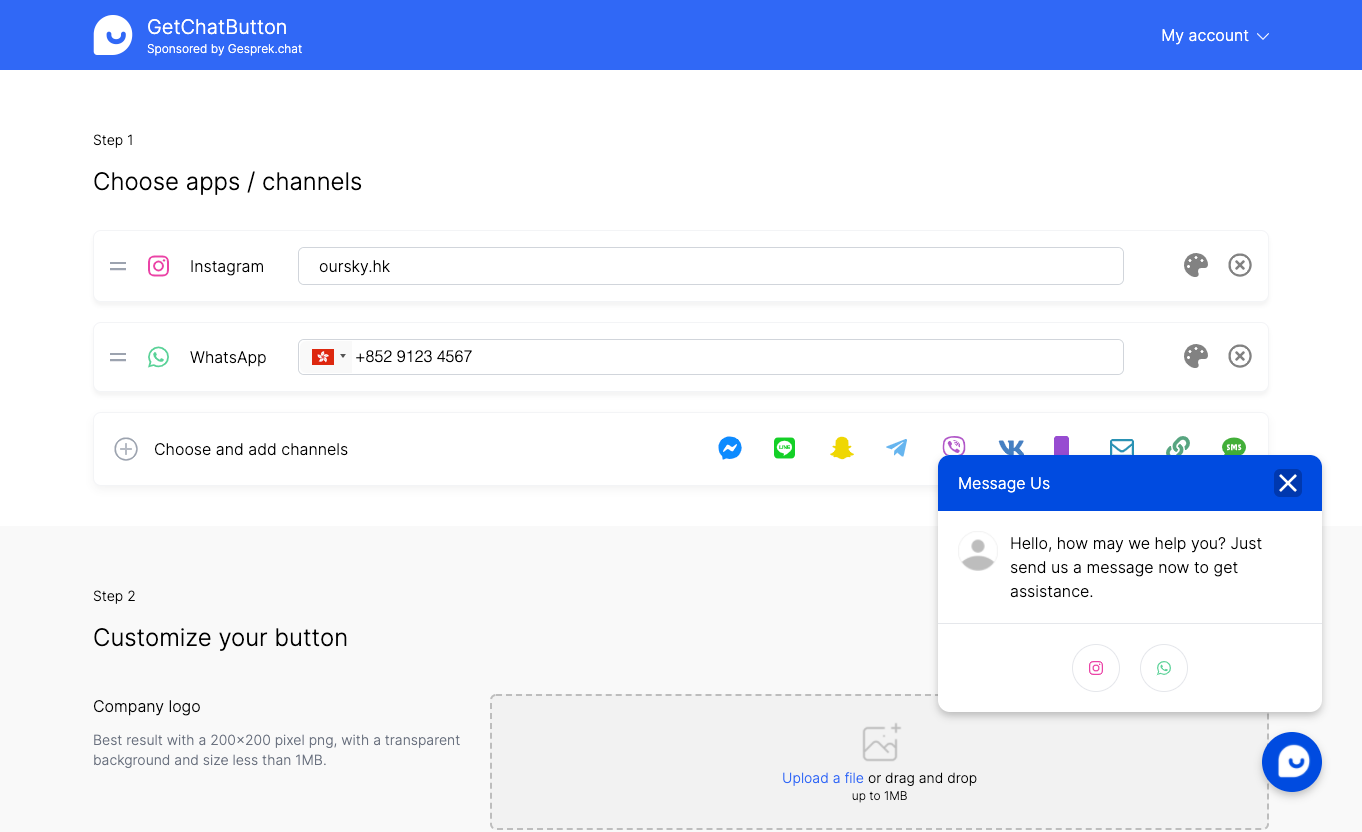 GetChatButton
Sponsored by Gesprek.chat
My account
Step 1
Choose apps / channels
Instagram
oursky.hk
WhatsApp
+852 9123 4567
Choose and add channels
LINE
SMS
Message Us
Hello, how may we help you? Just
send us a message now to get
assistance.
Step 2
Customize your button
Company logo
Best result with a 200×200 pixel png, with a transparent
background and size less than 1MB.
Upload a file or drag and drop
up to 1MB